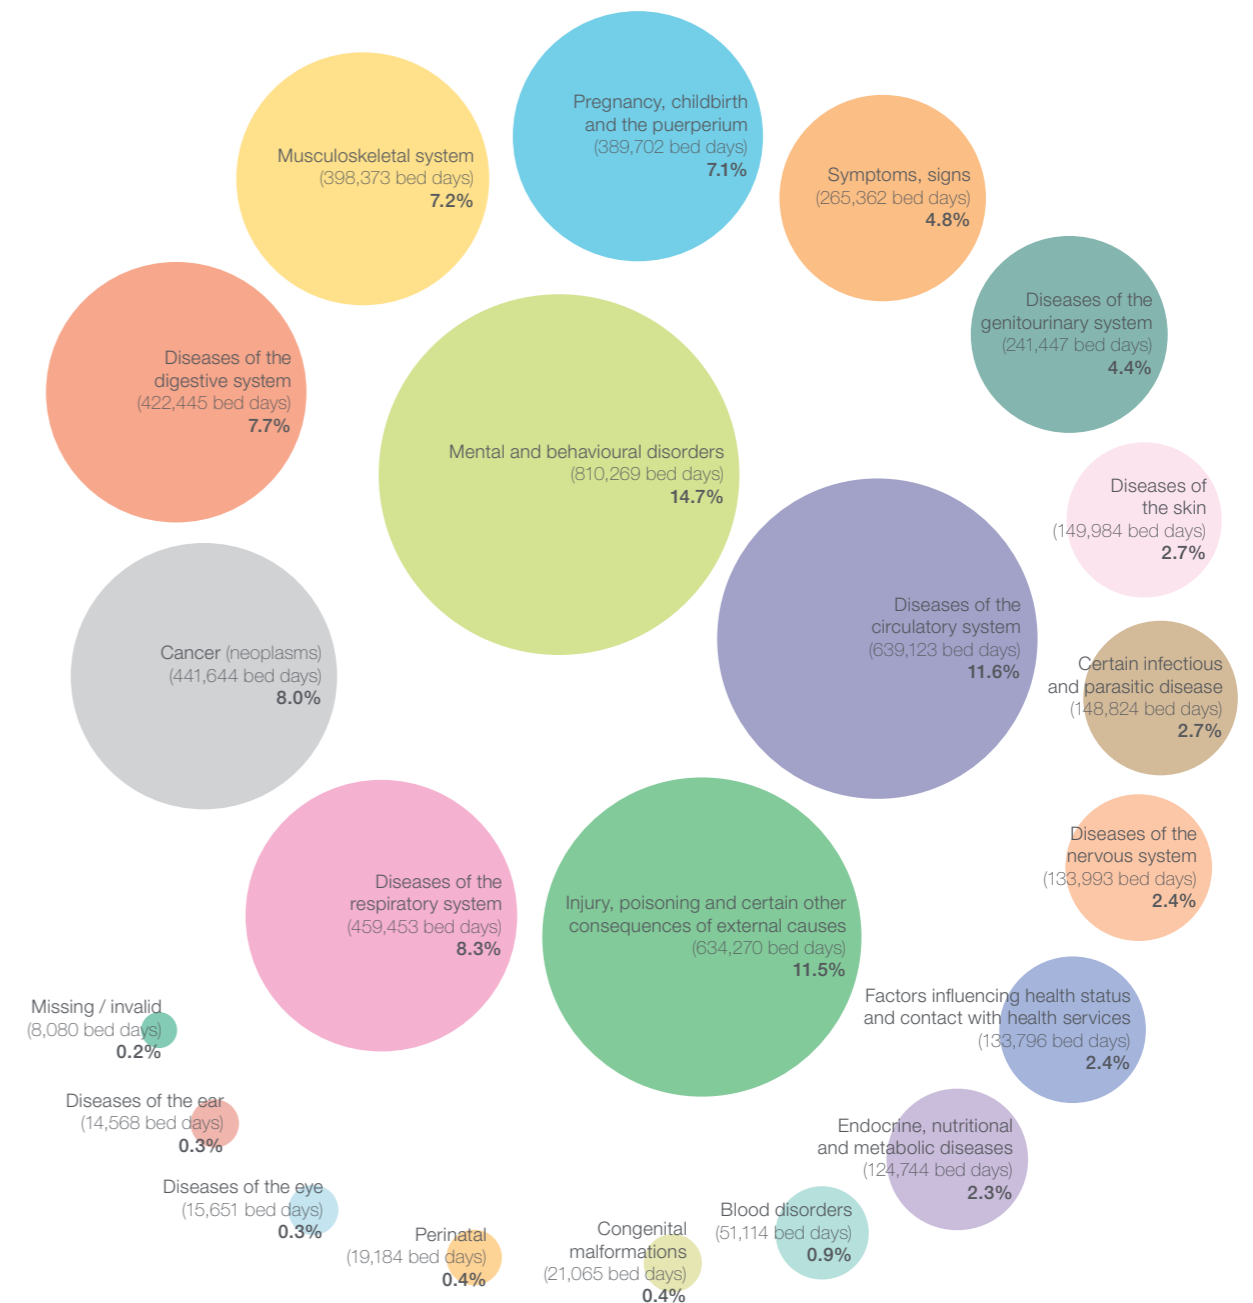 Pregnancy, childbirth
and the puerperium
(389,702 bed days)
7.1%
Musculoskeletal system
(398,373 bed days)
7.2%
Symptoms, signs
(265,362 bed days)
4.8%
Diseases of the
genitourinary system
(241,447 bed days)
4.4%
Diseases of the
digestive system
(422,445 bed days)
7.7%
Mental and behavioural disorders
(810,269 bed days)
14.7%
Diseases of
the skin
(149,984 bed days)
2.7%
Diseases of the
circulatory system
(639,123 bed days)
11.6%
Cancer (neoplasms)
(441,644 bed days)
8.0%
Certain infectious
and parasitic disease
(148,824 bed days)
2.7%
Diseases of the
nervous system
(133,993 bed days)
2.4%
Diseases of the
respiratory system
(459,453 bed days)
8.3%
Injury, poisoning and certain other
consequences of external causes
(634,270 bed days)
11.5%
Factors influencing health status
and contact with health services
(133,796 bed days)
2.4%
Missing / invalid
(8,080 bed days)
0.2%
Diseases of the ear
(14,568 bed days)
0.3%
Endocrine, nutritional
and metabolic diseases
(124,744 bed days)
2.3%
Diseases of the eye
(15,651 bed days)
0.3%
Blood disorders
(51,114 bed days)
0.9%
Perinatal
(19,184 bed days)
0.4%
Congenital
malformations
(21,065 bed days)
0.4%